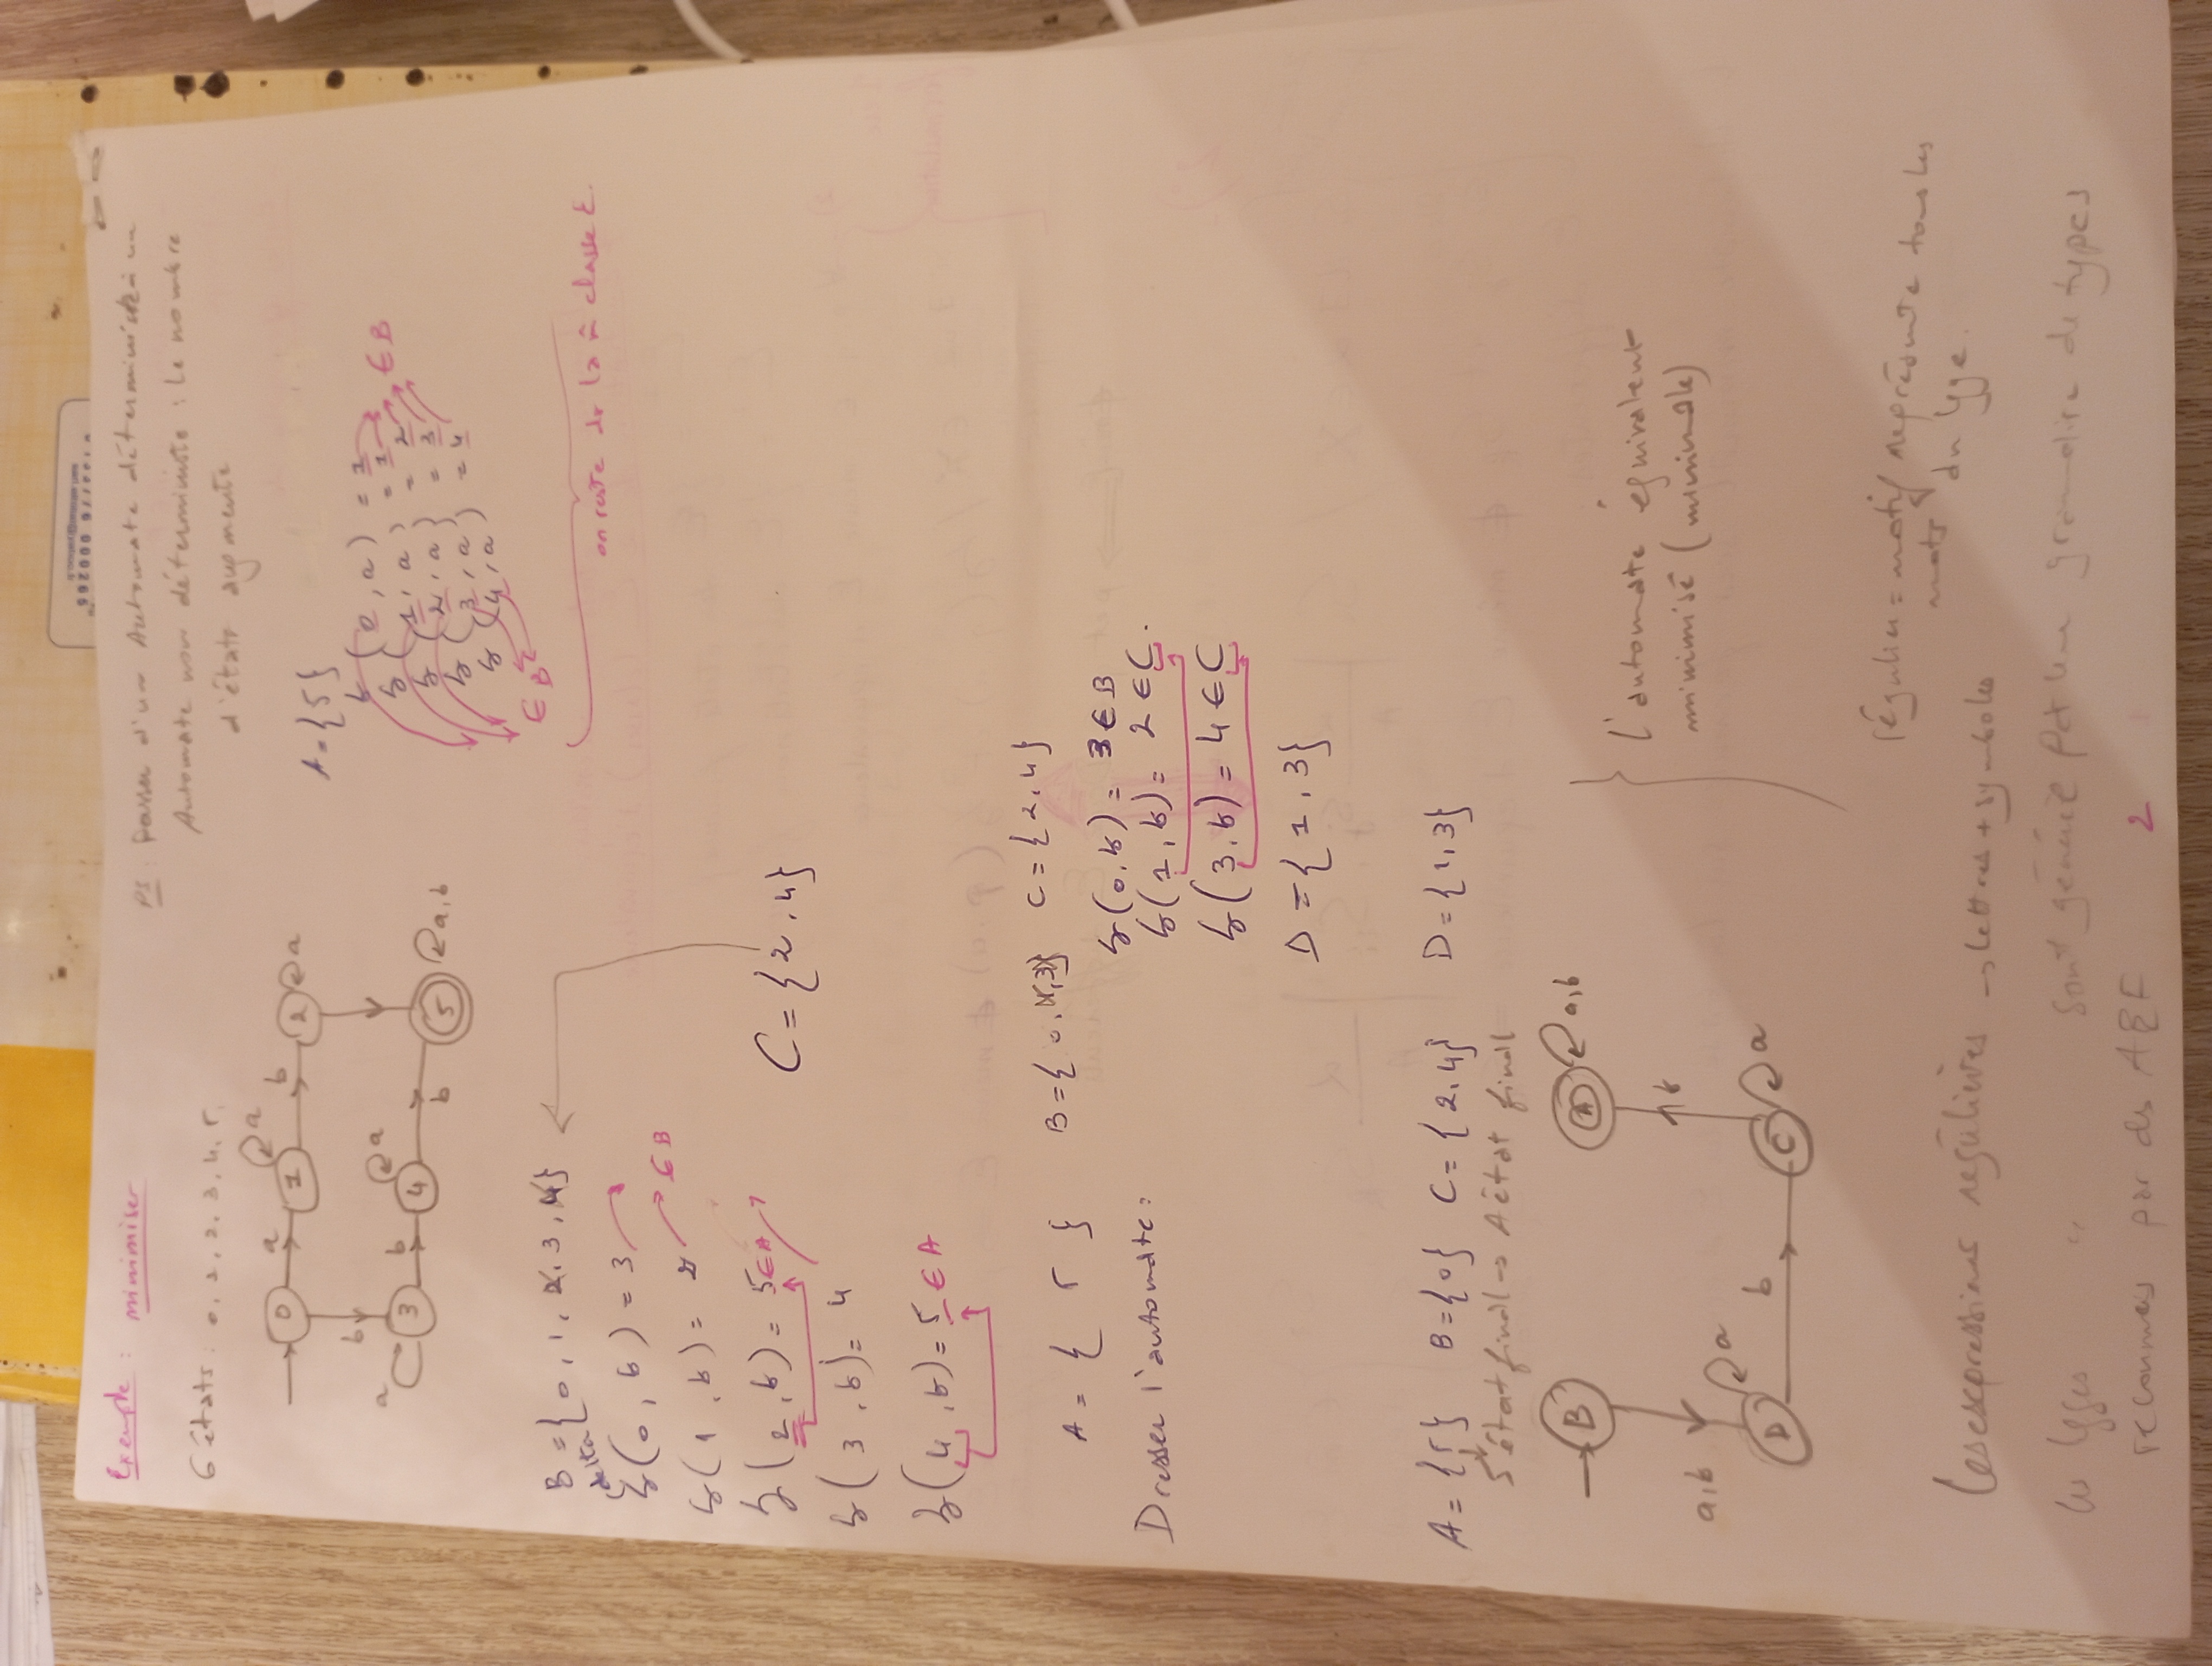 Exemple : minimiser
PS : Passer d'un Automate déterministe à un
Automate non déterministe : Le nombre
d'états augmente
6 états : 0, 1, 2, 3, 4, 5.
0 a 1 a b 2 a
b
a 3 b 4 a b 5 a,b
A = {5}
δ(0, a) = 1
δ(1, a) = 1
δ(2, a) = 2
δ(3, a) = 3
δ(4, a) = 4
∈ B
∈ B
on reste ds la m̂ classe E.
B = {0, 1, 2, 3, 4}
delta
δ(0, b) = 3
δ(1, b) = 2 ∈ B
δ(2, b) = 5 ∈ A
C = {2, 4}
δ(3, b) = 4
δ(4, b) = 5 ∈ A
A = { 5 } B = {0, 1, 3} C = {2, 4}
δ(0, b) = 3 ∈ B
Dresser l'automate :
δ(1, b) = 2 ∈ C.
δ(3, b) = 4 ∈ C
D = {1, 3}
A = {5} B = {0} C = {2, 4} D = {1, 3}
5 état final → A état final
B A a,b
a,b b
D a b C a
l'automate équivalent
minimisé (minimale)
régulier = motif représente tous les
mots du lgge.
Les expressions régulières → lettres + symboles
les lgges " sont génèré par une grammaire de types
reconnus par des AEF
2